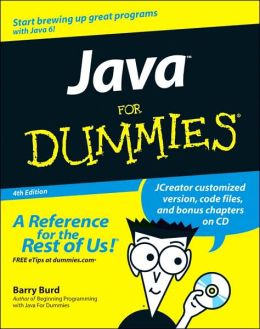 Start brewing up great programs
with Java 6!
Java™
FOR
DUMMIES®
4th Edition
JCreator customized
version, code files,
and bonus chapters
on CD
A Reference
for the
Rest of Us!®
FREE eTips at dummies.com®
Barry Burd
Author of Beginning Programming
with Java For Dummies